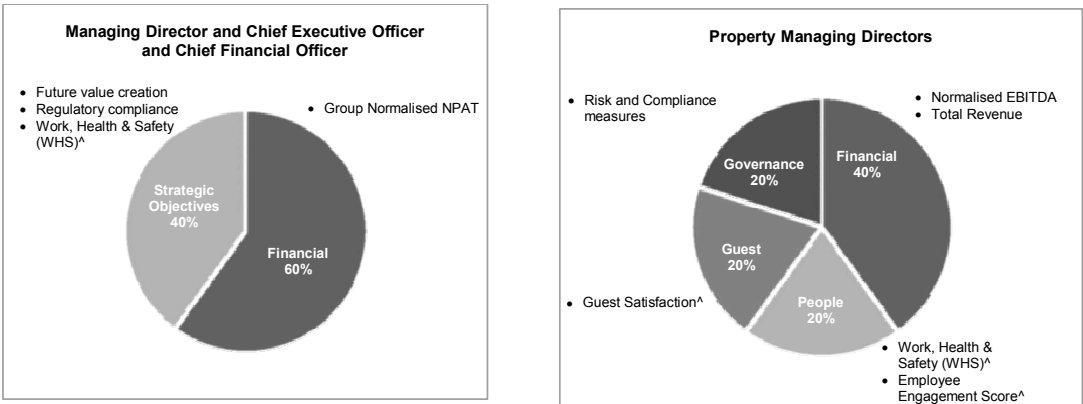 Managing Director and Chief Executive Officer
and Chief Financial Officer
• Future value creation
• Regulatory compliance
• Work, Health & Safety
(WHS)^
• Group Normalised NPAT
Strategic
Objectives
40%
Financial
60%
Property Managing Directors
• Risk and Compliance
measures
• Normalised EBITDA
• Total Revenue
Governance
20%
Financial
40%
Guest
20%
People
20%
• Guest Satisfaction^
• Work, Health &
Safety (WHS)^
• Employee
Engagement Score^